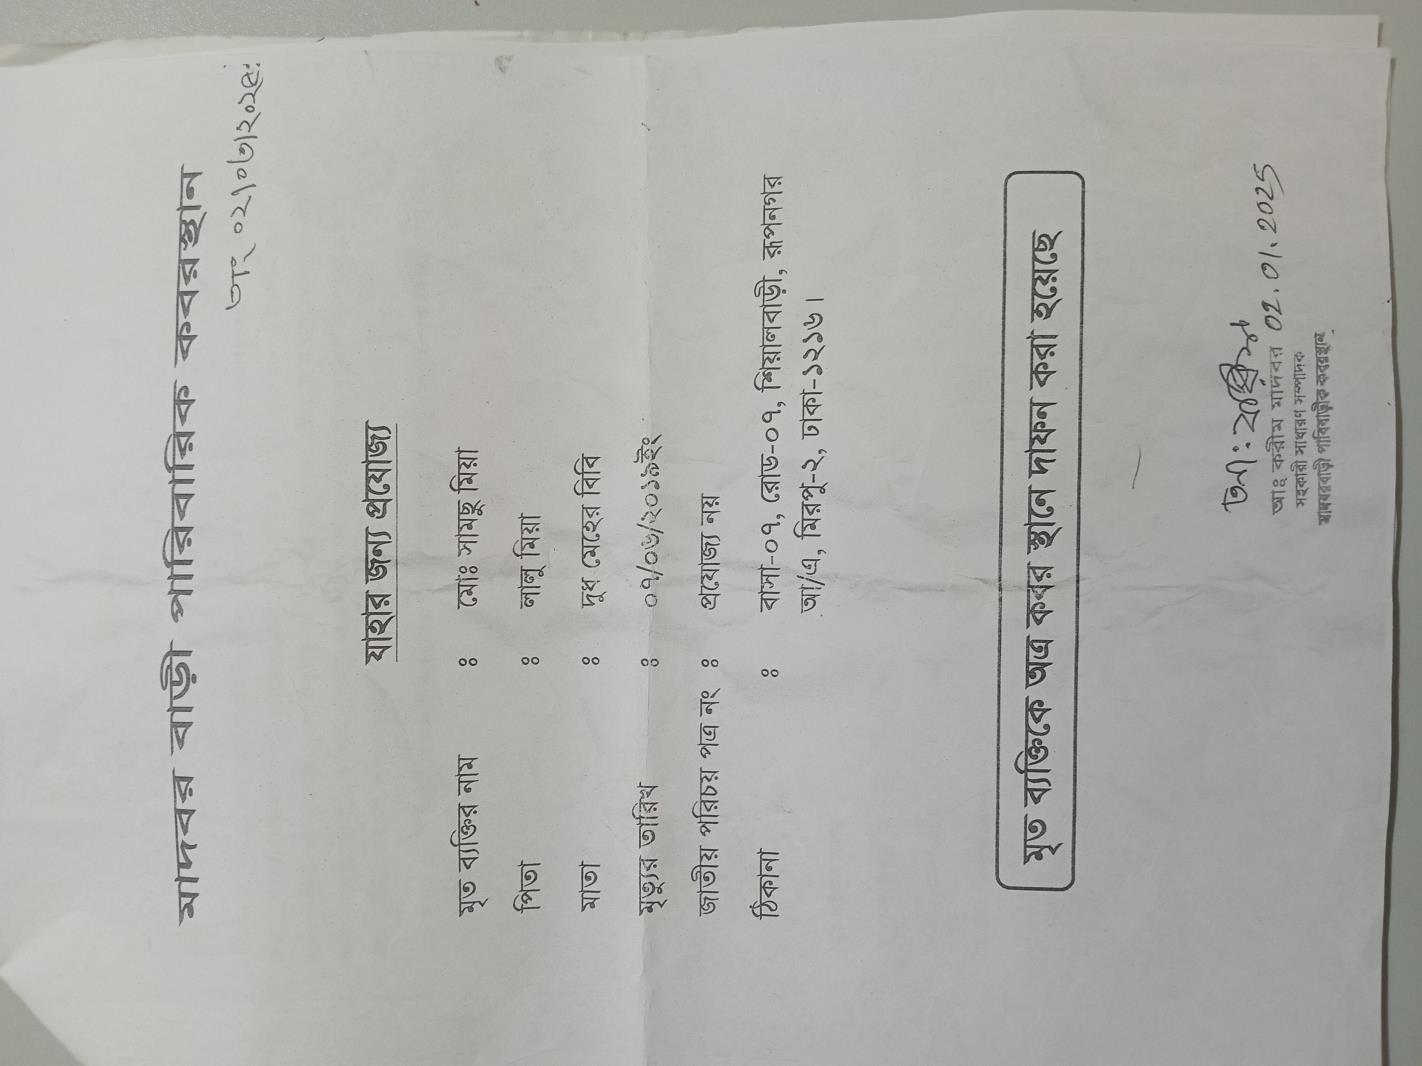 মাদবর বাড়ী পারিবারিক কবরস্থান
তাং ০২/০১/২০২৫ইং
যাহার জন্য প্রযোজ্য
মৃত ব্যক্তির নাম ঃ মোঃ সামছু মিয়া
পিতা ঃ লালু মিয়া
মাতা ঃ দুধ মেহের বিবি
মৃত্যুর তারিখ ঃ ০৭/০৬/২০১৯ইং
জাতীয় পরিচয় পত্র নং ঃ প্রযোজ্য নয়
ঠিকানা ঃ বাসা-০৭, রোড-০৭, শিয়ালবাড়ী, রূপনগর
আ/এ, মিরপু-২, ঢাকা-১২১৬।
মৃত ব্যক্তিকে অত্র কবর স্থানে দাফন করা হয়েছে
আঃ করীম মাদবর 02.01.2025
সহকারী সাধারণ সম্পাদক
মাদবরবাড়ী পারিবারীক কবরস্থান